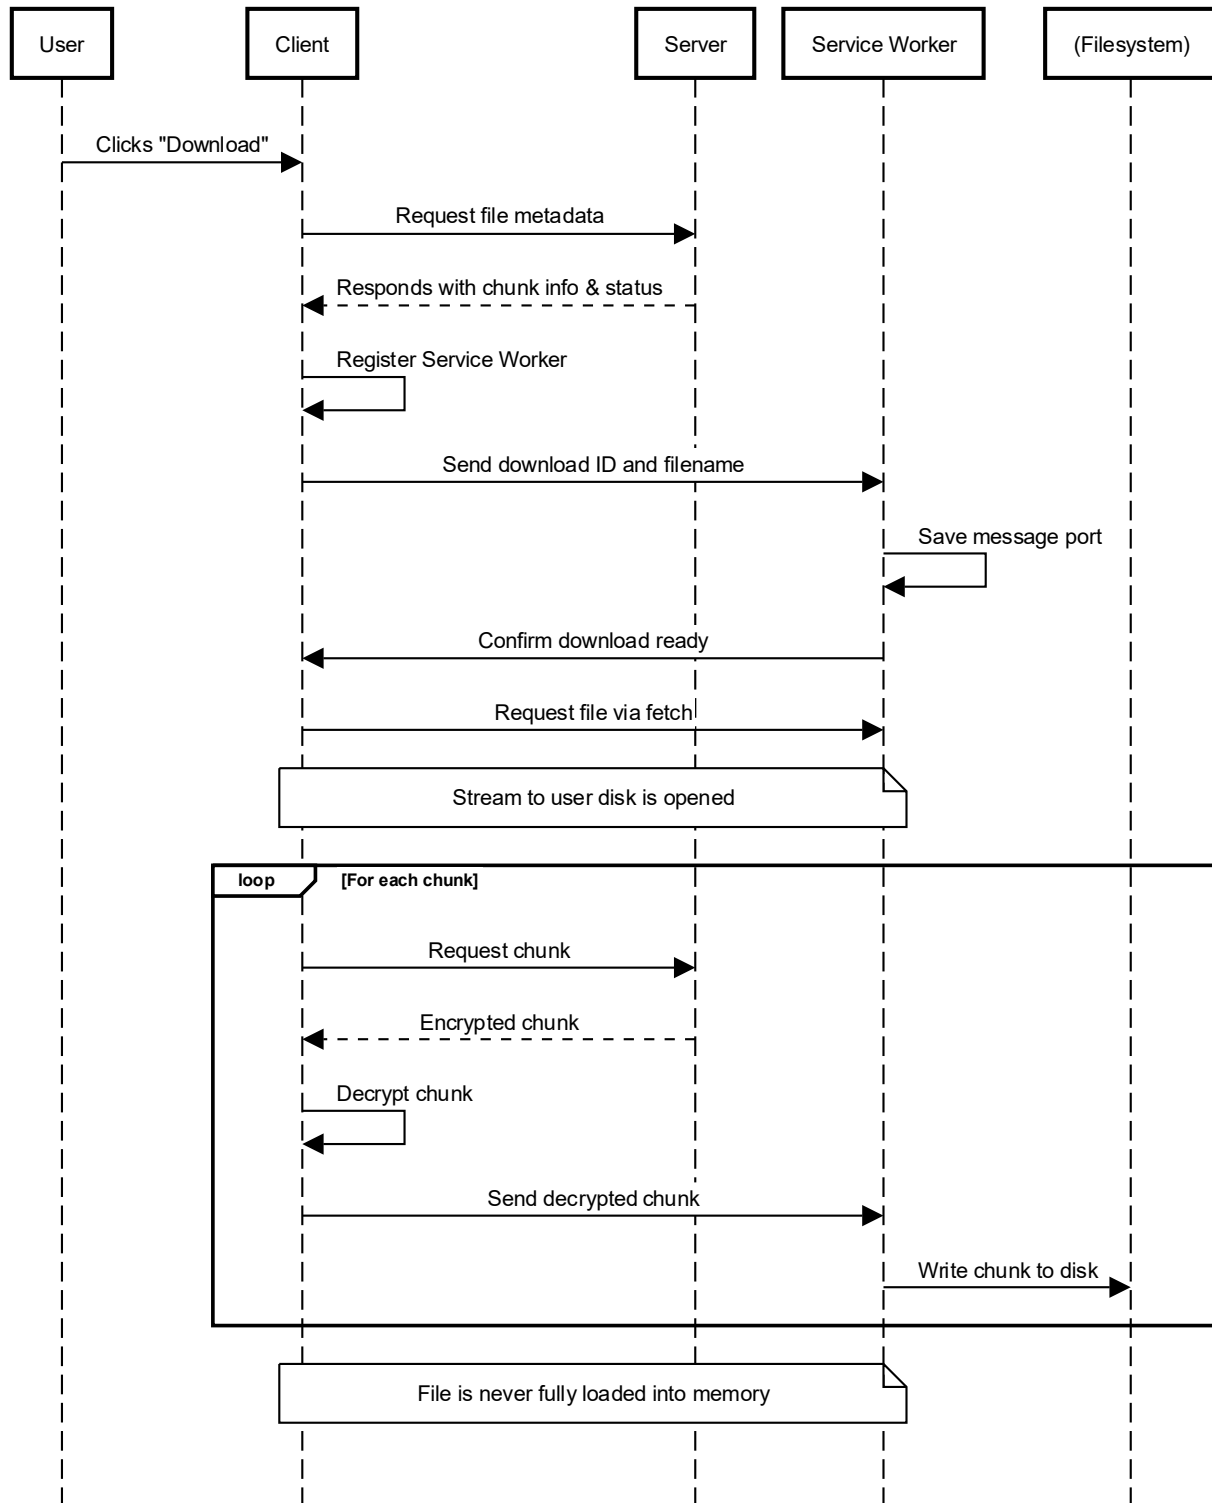 User
Client
Server
Service Worker
(Filesystem)
Clicks "Download"
Request file metadata
Responds with chunk info & status
Register Service Worker
Send download ID and filename
Save message port
Confirm download ready
Request file via fetch
Stream to user disk is opened
loop
[For each chunk]
Request chunk
Encrypted chunk
Decrypt chunk
Send decrypted chunk
Write chunk to disk
File is never fully loaded into memory